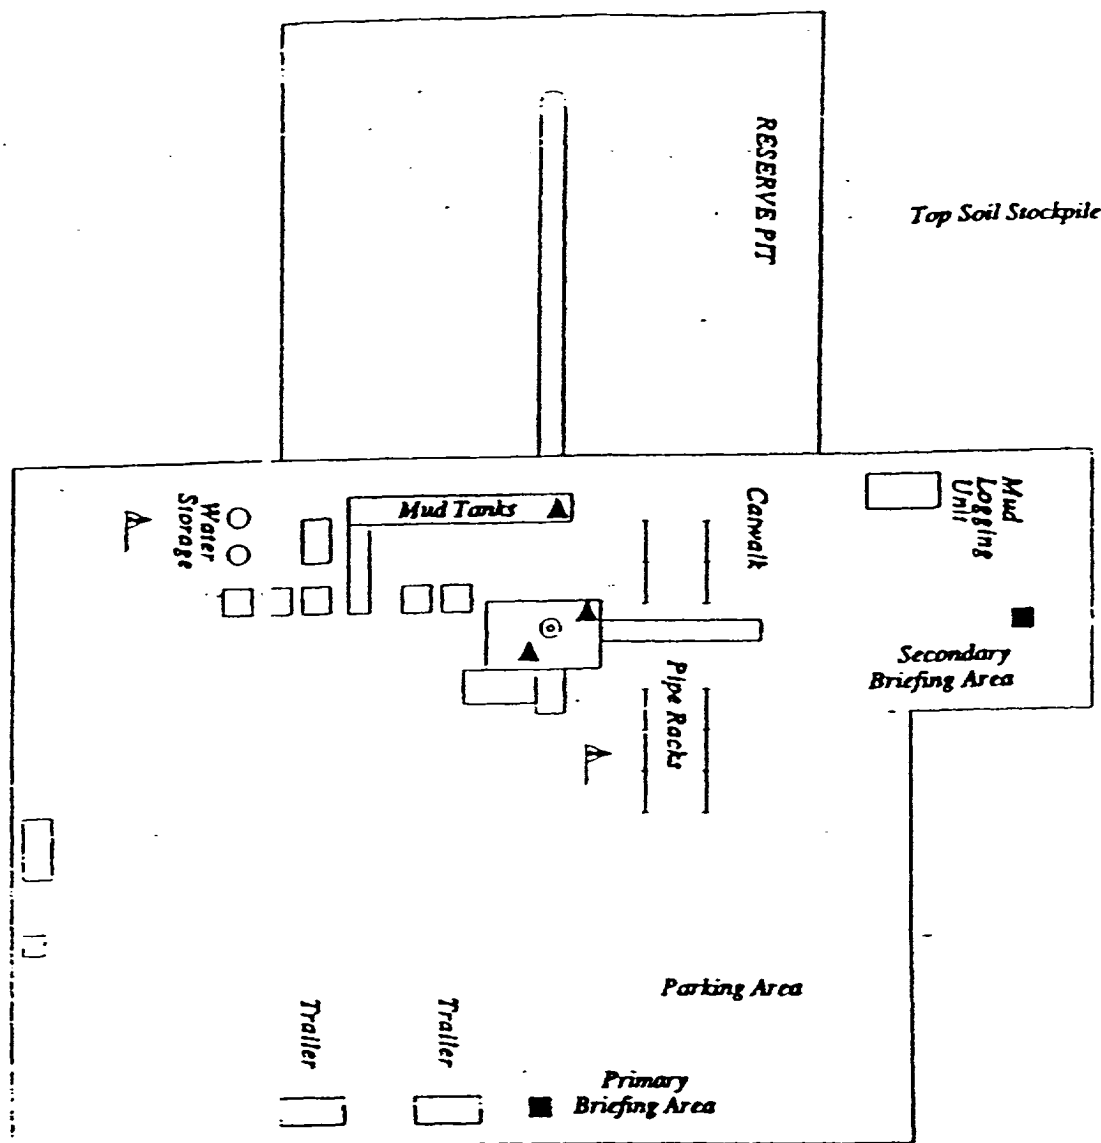 RESERVE PIT
Top Soil Stockpile
Mud Tanks
Water
Storage
Catwalk
Mud
Logging
Unit
Secondary
Briefing Area
Pipe Racks
Parking Area
Trailer
Trailer
Primary
Briefing Area